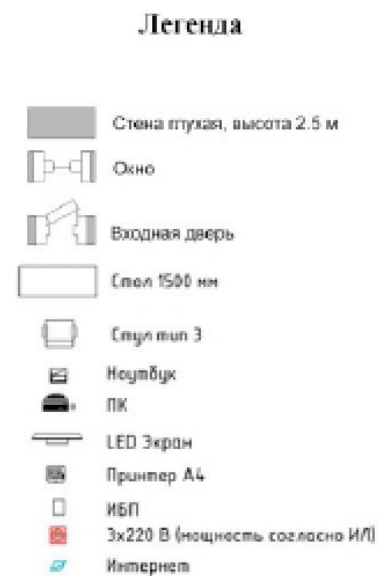 Легенда
Стена глухая, высота 2.5 м
Окно
Входная дверь
Стол 1500 мм
Стул тип 3
Ноутбук
ПК
LED Экран
Принтер А4
ИБП
3x220 В (мощность согласно ИЛ)
Интернет